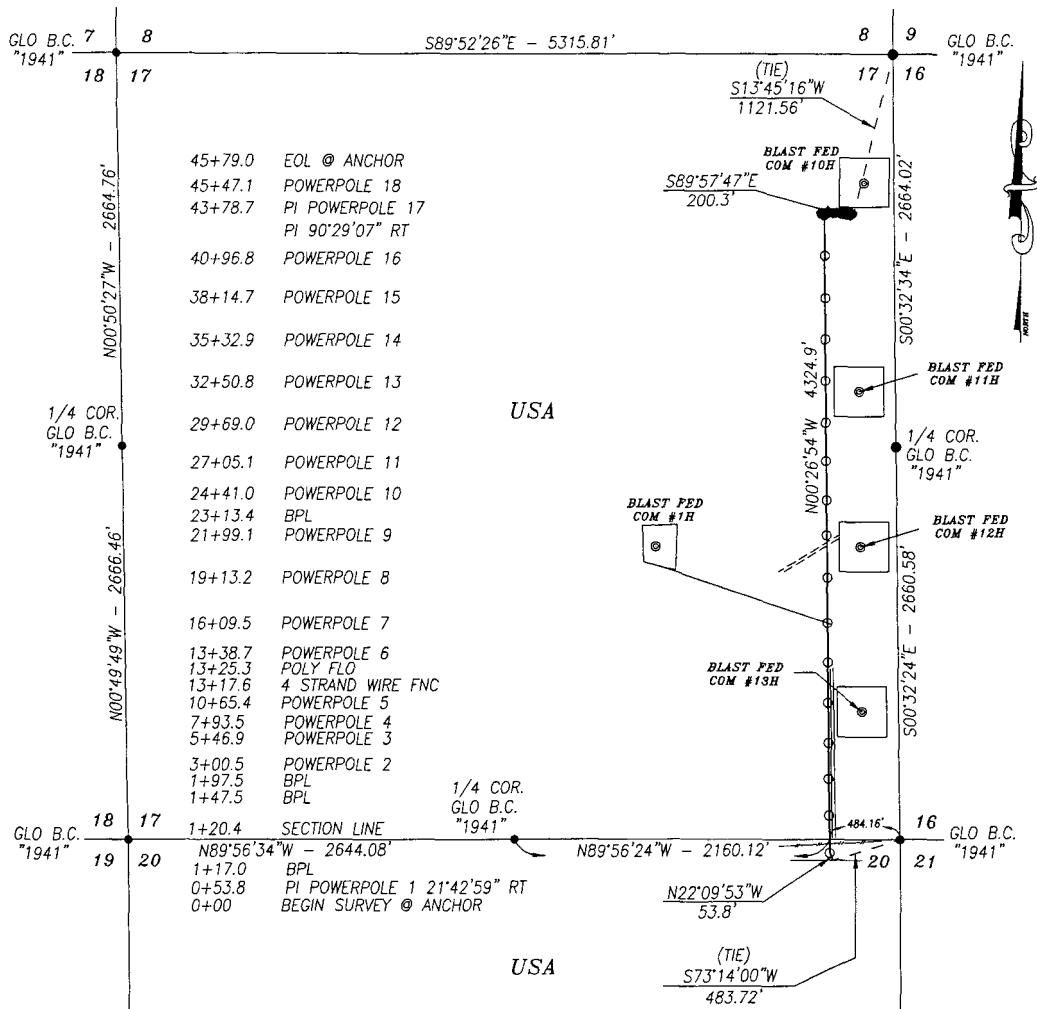 GLO B.C. 7 8
"1941"
18 17
S89°52'26"E - 5315.81'
8 9 GLO B.C.
17 16 "1941"
(TIE)
S13°45'16"W
1121.56'
BLAST FED
COM #10H
S89°57'47"E
200.3'
N00°50'27"W - 2664.76'
S00°32'34"E - 2664.02'
NORTH
45+79.0 EOL @ ANCHOR
45+47.1 POWERPOLE 18
43+78.7 PI POWERPOLE 17
PI 90°29'07" RT
40+96.8 POWERPOLE 16
38+14.7 POWERPOLE 15
35+32.9 POWERPOLE 14
32+50.8 POWERPOLE 13
29+69.0 POWERPOLE 12
27+05.1 POWERPOLE 11
24+41.0 POWERPOLE 10
23+13.4 BPL
21+99.1 POWERPOLE 9
19+13.2 POWERPOLE 8
16+09.5 POWERPOLE 7
13+38.7 POWERPOLE 6
13+25.3 POLY FLO
13+17.6 4 STRAND WIRE FNC
10+65.4 POWERPOLE 5
7+93.5 POWERPOLE 4
5+46.9 POWERPOLE 3
3+00.5 POWERPOLE 2
1+97.5 BPL
1+47.5 BPL
1+20.4 SECTION LINE
USA
N00°26'54"W 4324.9'
BLAST FED
COM #11H
1/4 COR.
GLO B.C.
"1941"
1/4 COR.
GLO B.C.
"1941"
BLAST FED
COM #1H
BLAST FED
COM #12H
N00°49'49"W - 2666.46'
S00°32'24"E - 2660.58'
BLAST FED
COM #13H
1/4 COR.
GLO B.C.
"1941"
GLO B.C. 18 17
"1941"
19 20
484.16'
16 GLO B.C.
20 21 "1941"
N89°56'34"W - 2644.08'
N89°56'24"W - 2160.12'
1+17.0 BPL
0+53.8 PI POWERPOLE 1 21°42'59" RT
0+00 BEGIN SURVEY @ ANCHOR
N22°09'53"W
53.8'
USA
(TIE)
S73°14'00"W
483.72'